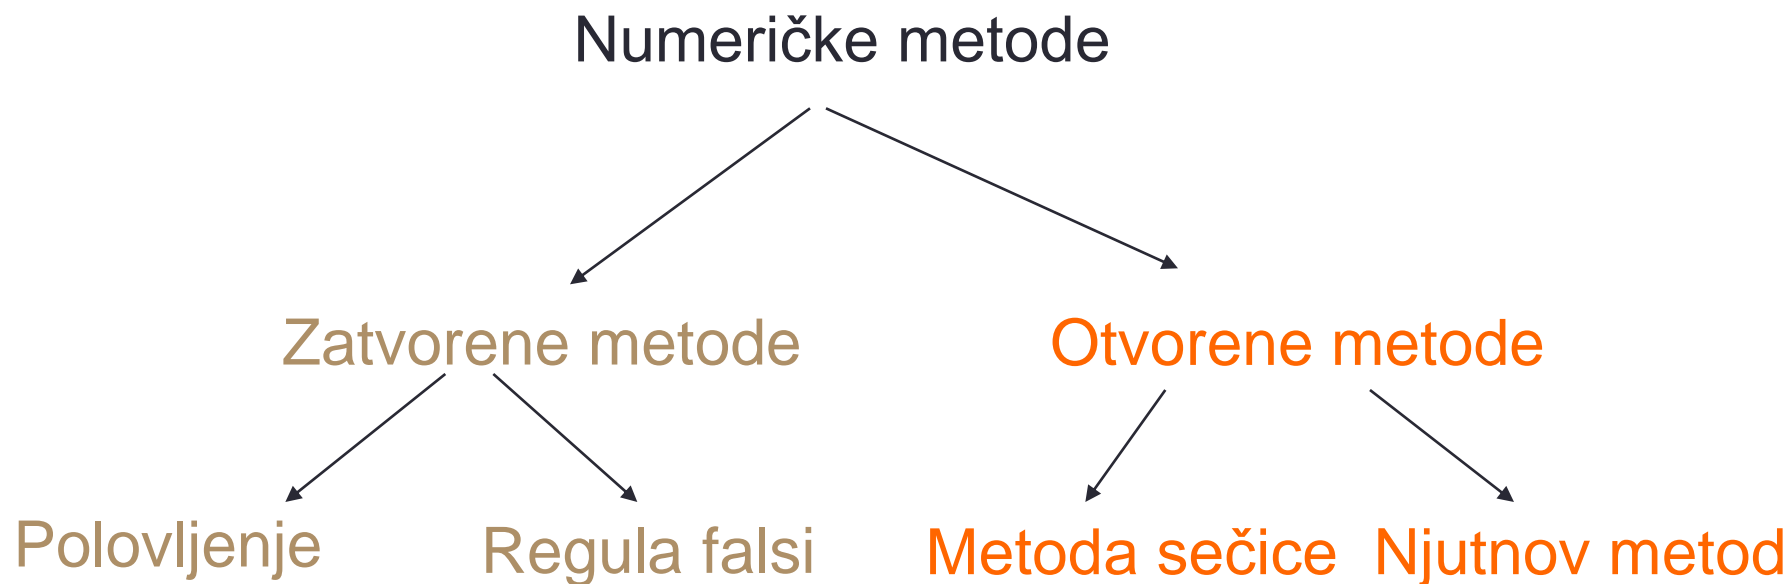 Numeričke metode
Zatvorene metode
Otvorene metode
Polovljenje
Regula falsi
Metoda sečice
Njutnov metod